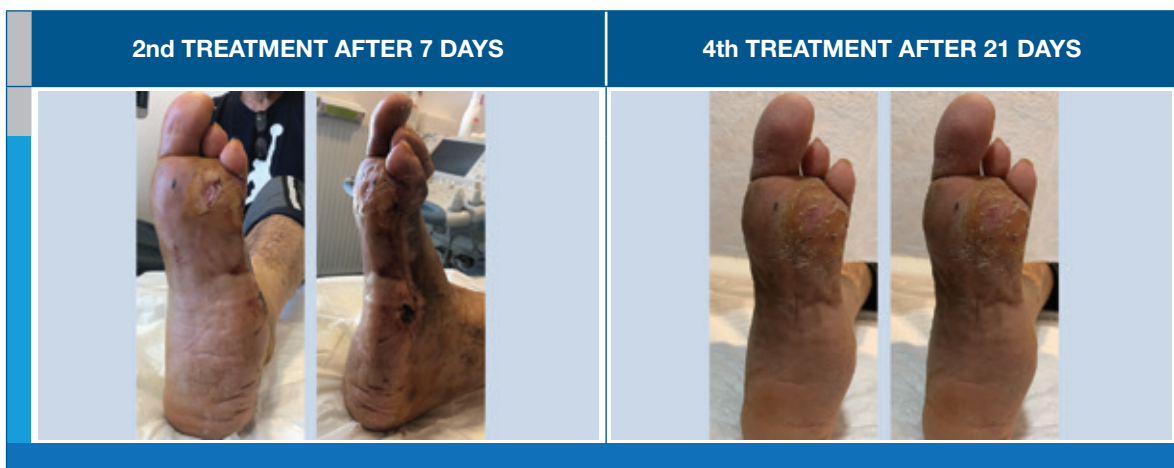 2nd TREATMENT AFTER 7 DAYS
4th TREATMENT AFTER 21 DAYS